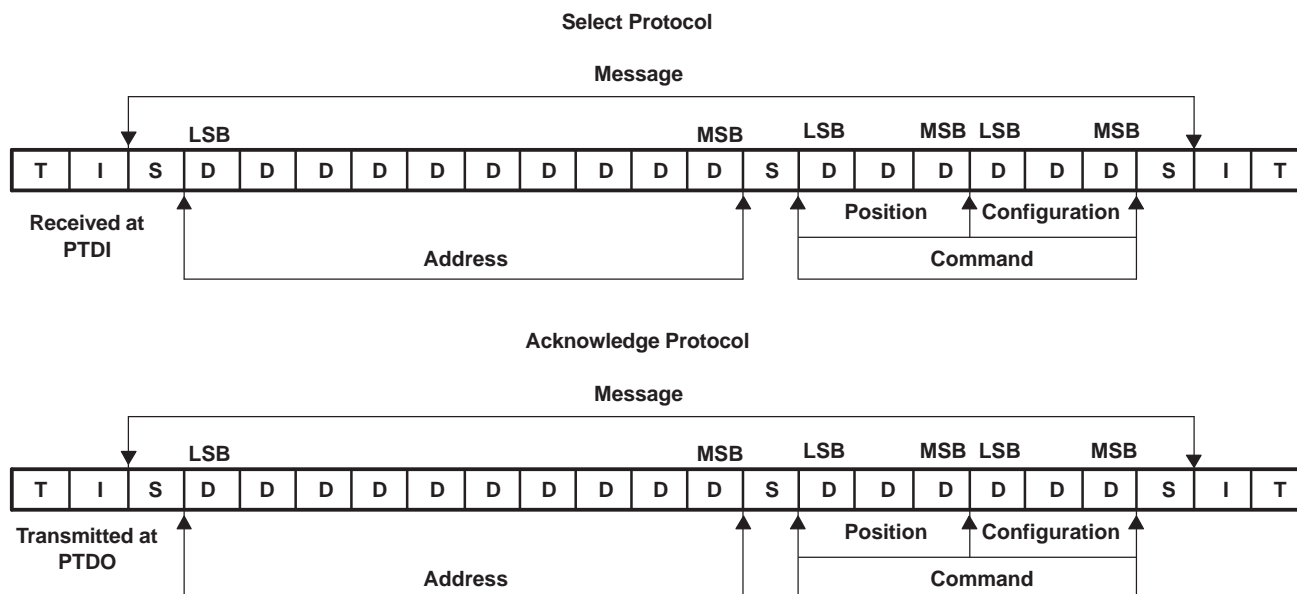 Select Protocol
Message
LSB MSB LSB MSB LSB MSB
T I S D D D D D D D D D D S D D D D D D S I T
Received at
PTDI
Position Configuration
Address Command
Acknowledge Protocol
Message
LSB MSB LSB MSB LSB MSB
T I S D D D D D D D D D D S D D D D D D S I T
Transmitted at
PTDO
Position Configuration
Address Command